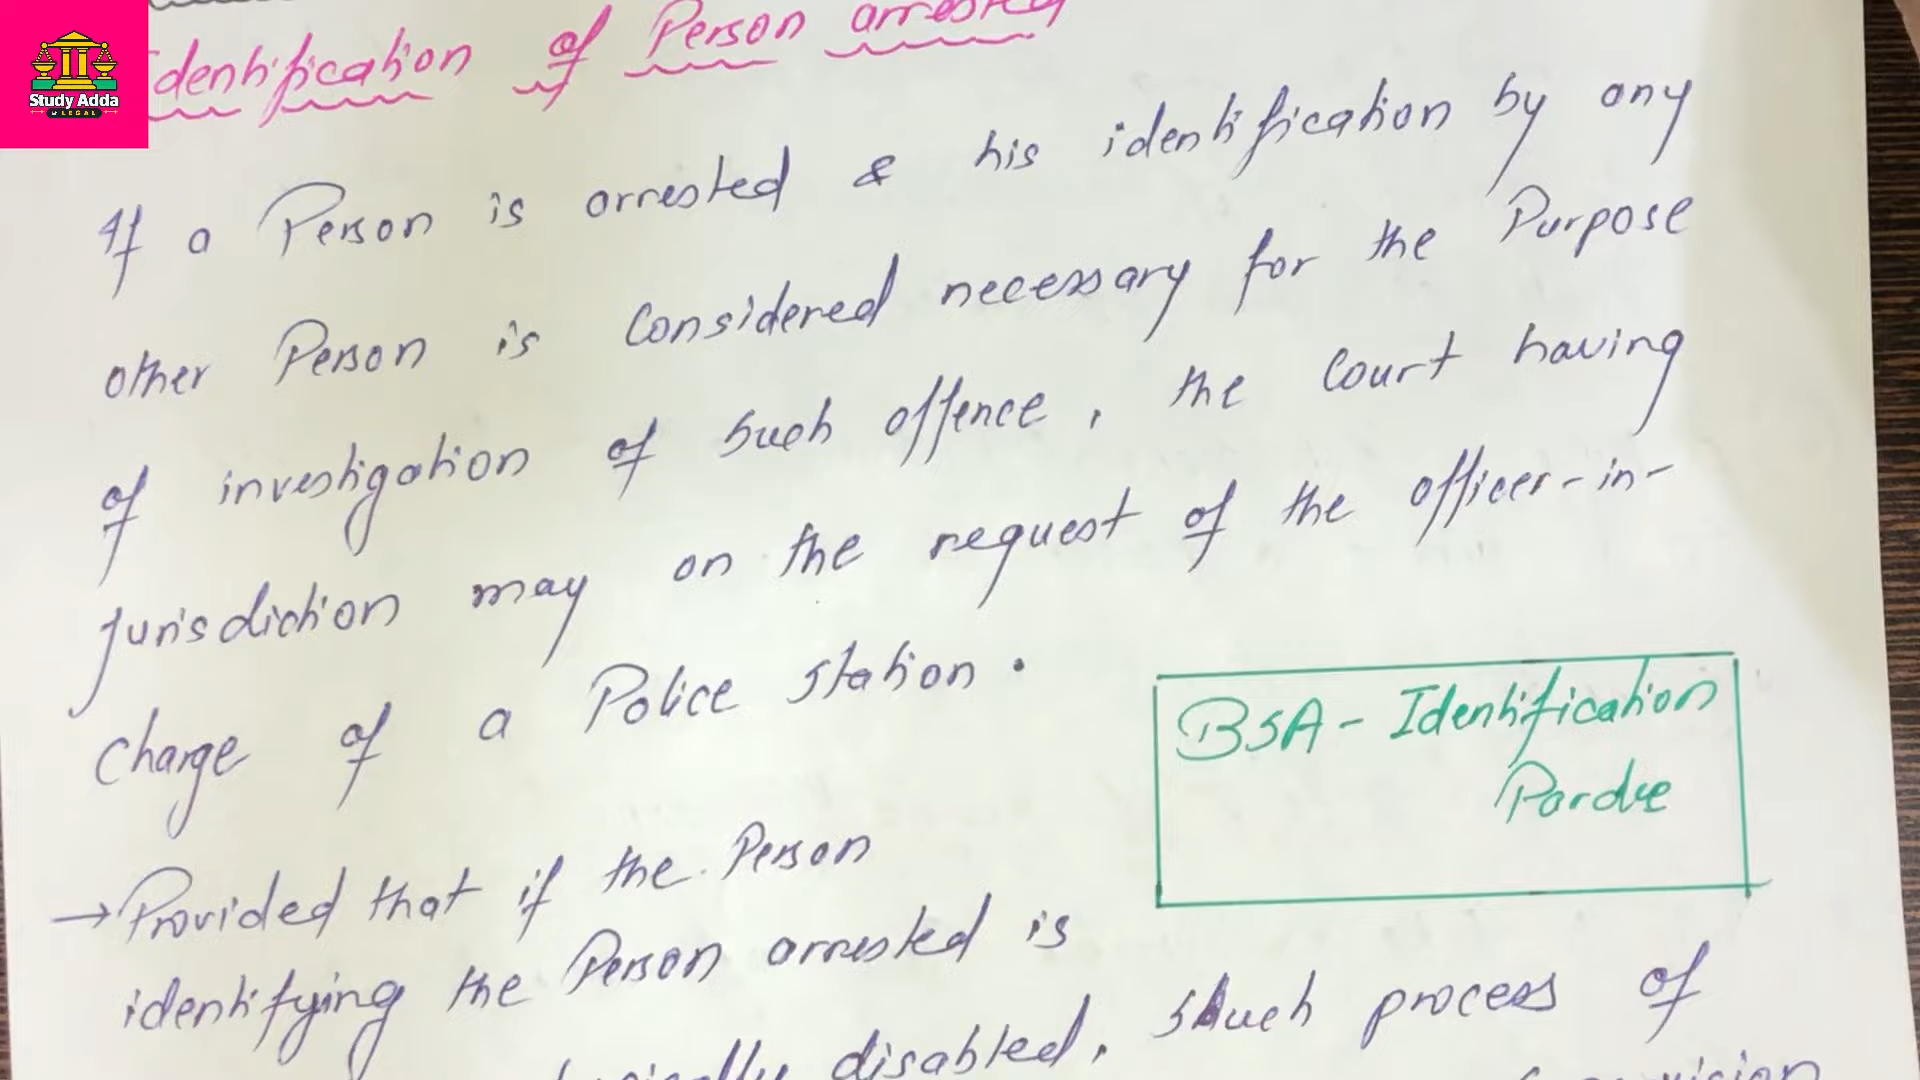 Study Adda
LEGAL
dentification of Person arrested
If a Person is arrested & his identification by any
other Person is Considered necessary for the Purpose
of investigation of such offence, the Court having
jurisdiction may on the request of the officer-in-
charge of a Police station.
BSA - Identification
Parde
→ Provided that if the Person
identifying the Person arrested is
disabled, such process of